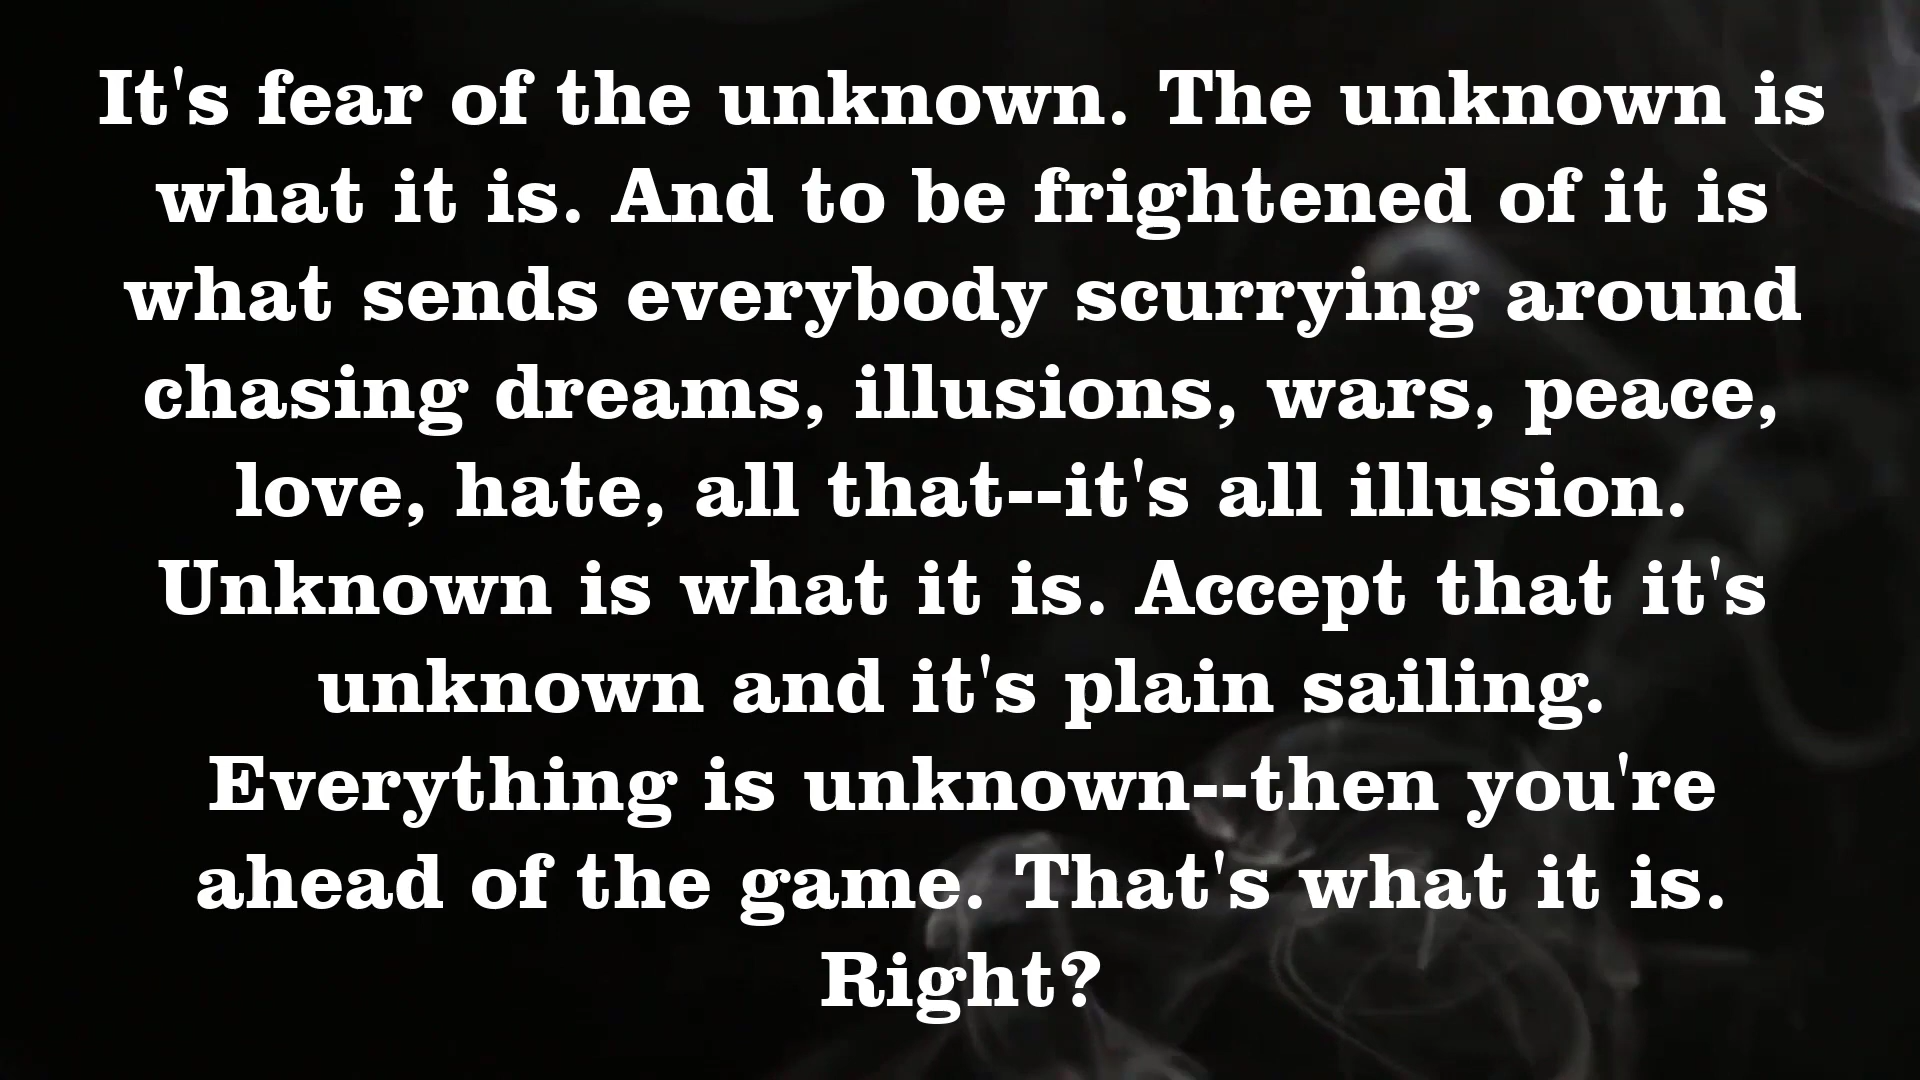 It's fear of the unknown. The unknown is
what it is. And to be frightened of it is
what sends everybody scurrying around
chasing dreams, illusions, wars, peace,
love, hate, all that--it's all illusion.
Unknown is what it is. Accept that it's
unknown and it's plain sailing.
Everything is unknown--then you're
ahead of the game. That's what it is.
Right?